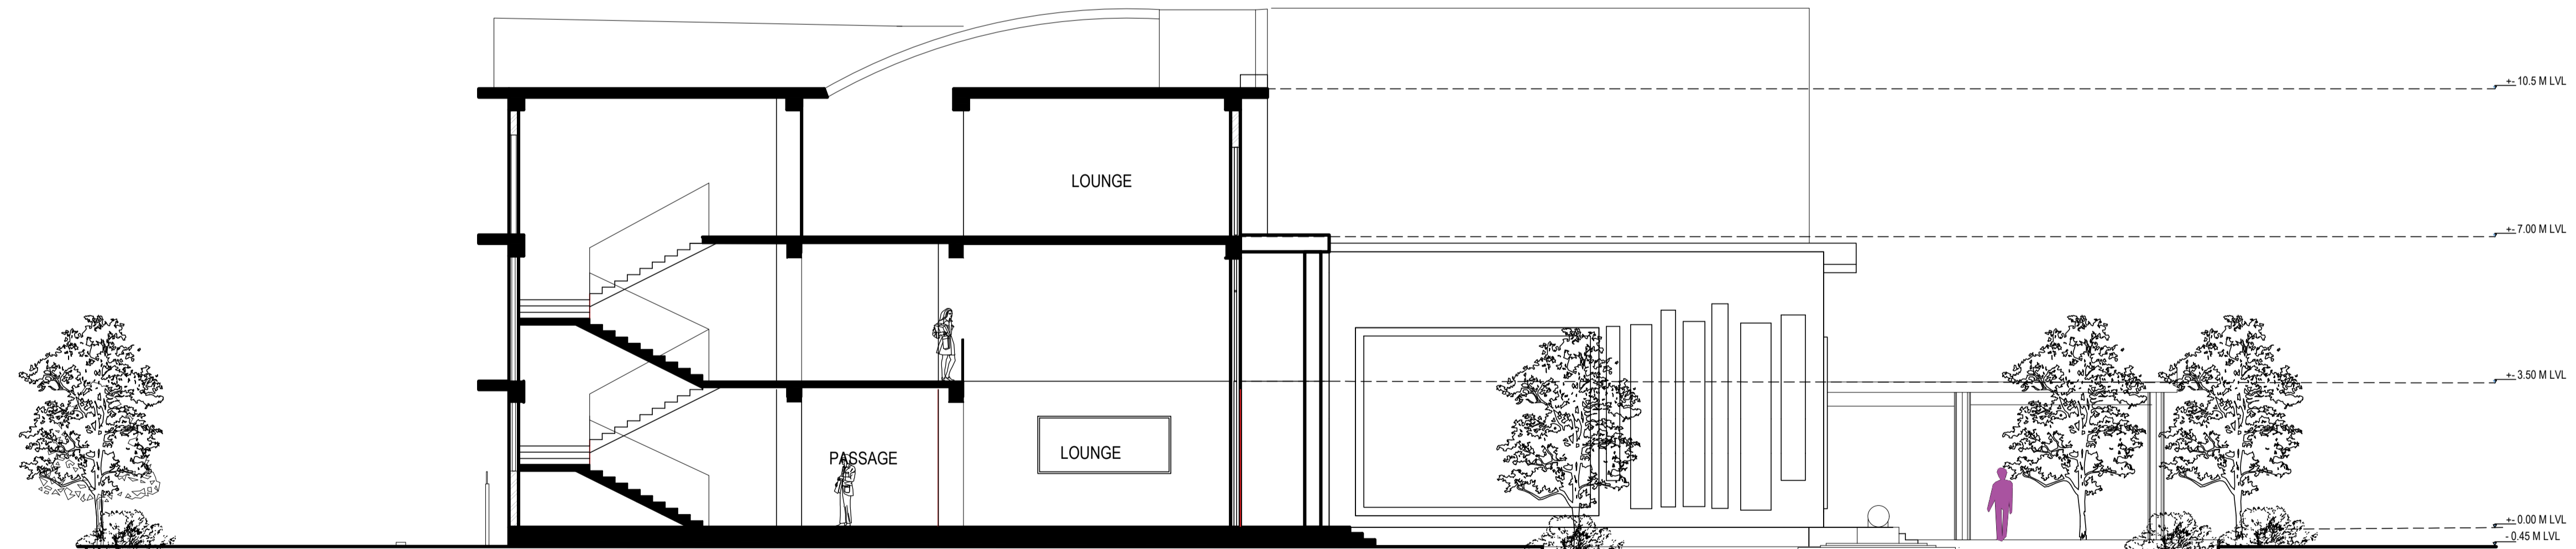 +- 10.5 M LVL
LOUNGE
+- 7.00 M LVL
+- 3.50 M LVL
PASSAGE
LOUNGE
+- 0.00 M LVL
- 0.45 M LVL